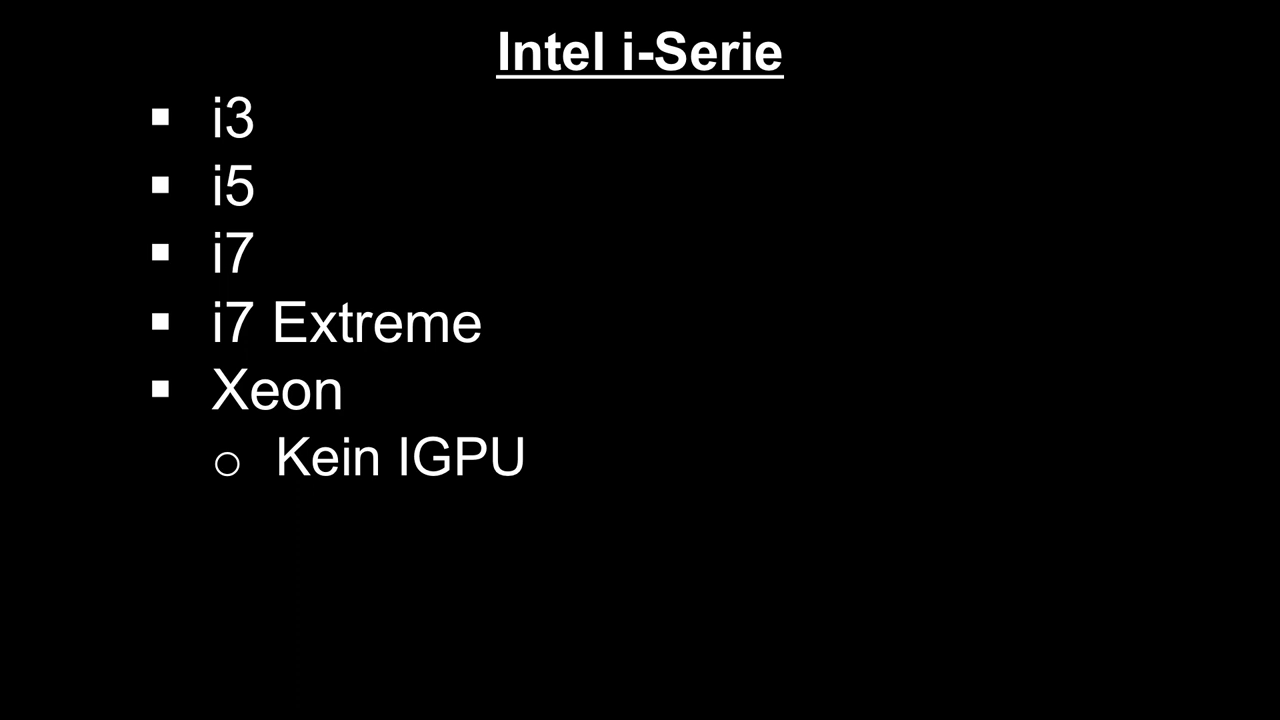 Intel i-Serie
▪ i3
▪ i5
▪ i7
▪ i7 Extreme
▪ Xeon
o Kein IGPU